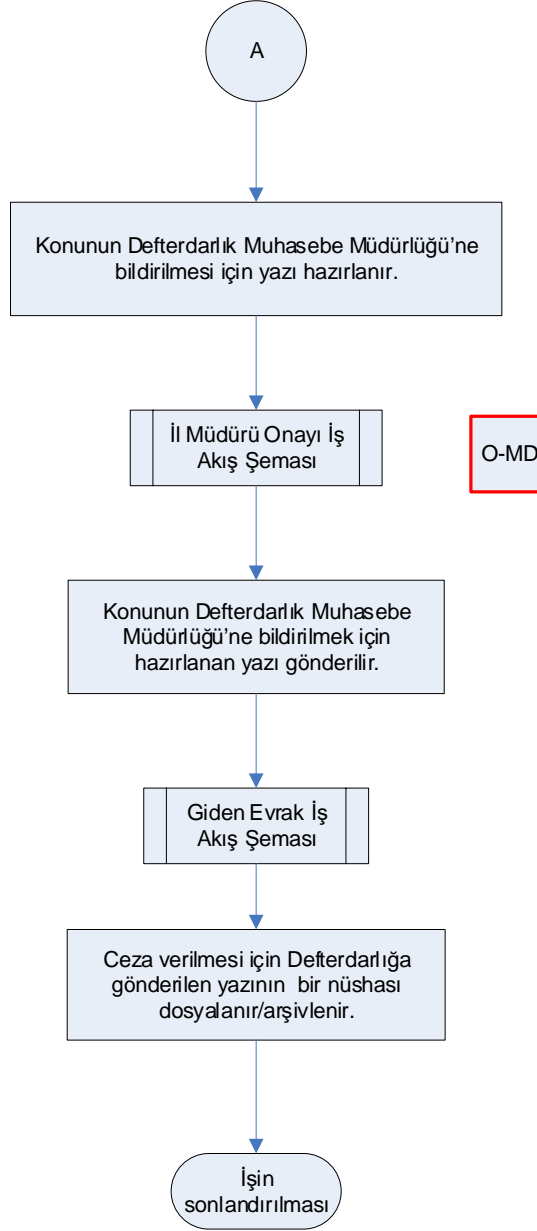 A
Konunun Defterdarlık Muhasebe Müdürlüğü’ne
bildirilmesi için yazı hazırlanır.
İl Müdürü Onayı İş
Akış Şeması
O-MD
Konunun Defterdarlık Muhasebe
Müdürlüğü’ne bildirilmek için
hazırlanan yazı gönderilir.
Giden Evrak İş
Akış Şeması
Ceza verilmesi için Defterdarlığa
gönderilen yazının bir nüshası
dosyalanır/arşivlenir.
İşin
sonlandırılması